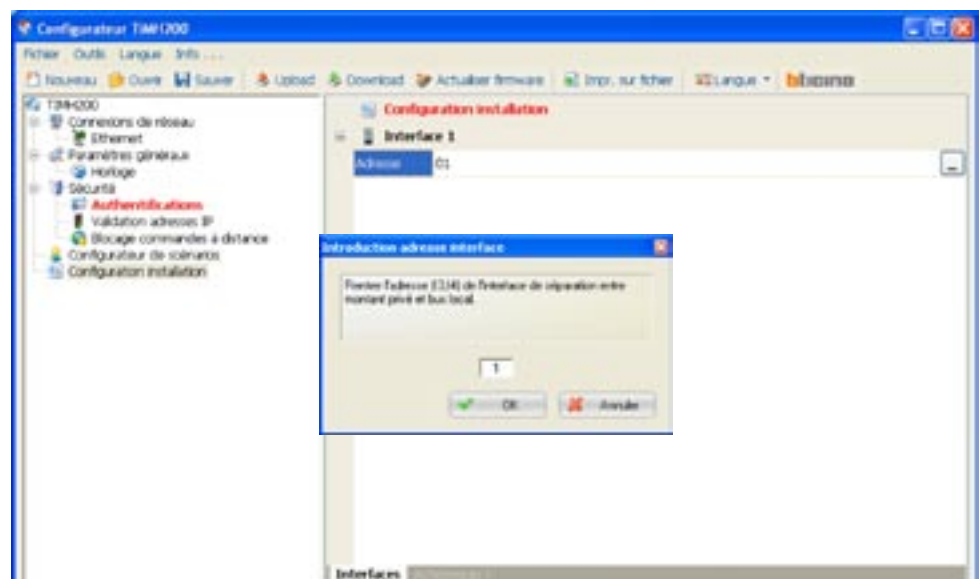 Configurateur TiMH200
Fichier Outils Langue Info ....
Nouveau Ouvrir Sauver Upload Download Actualiser firmware Impr. sur fichier Langue bticino
TiMH200
Connexions de réseau
Ethernet
Paramètres généraux
Horloge
Sécurité
Authentifications
Validation adresses IP
Blocage commandes à distance
Configurateur de scénarios
Configuration installation
Configuration installation
Interface 1
Adresse 01
...
Introduction adresse interface
l'adresse (I3/I4) de l'interface de séparation entre
montant privé et bus local.
1
OK Annuler
Interfaces